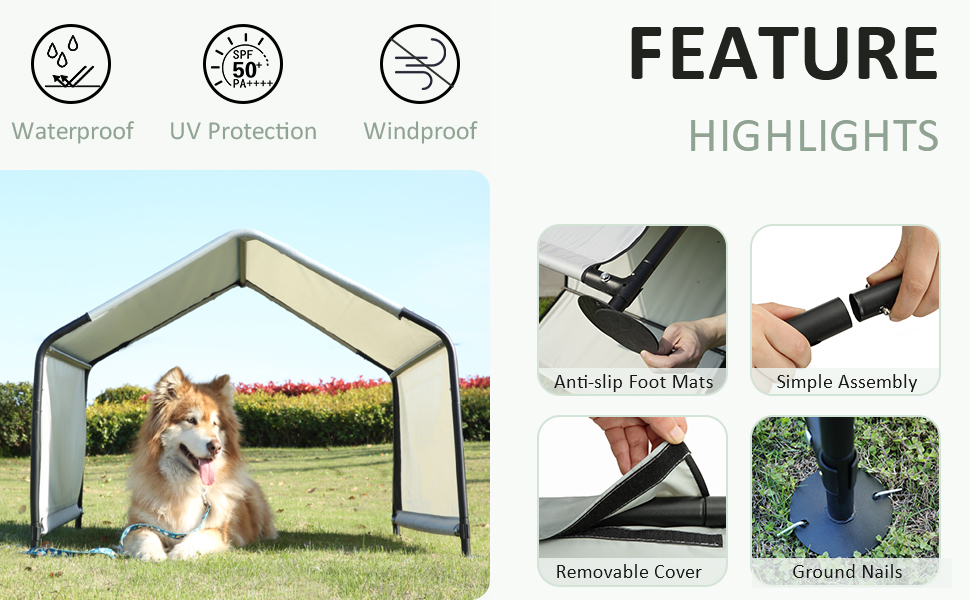 SPF
50+
PA++++
Waterproof
UV Protection
Windproof
FEATURE
HIGHLIGHTS
Anti-slip Foot Mats
Simple Assembly
Removable Cover
Ground Nails